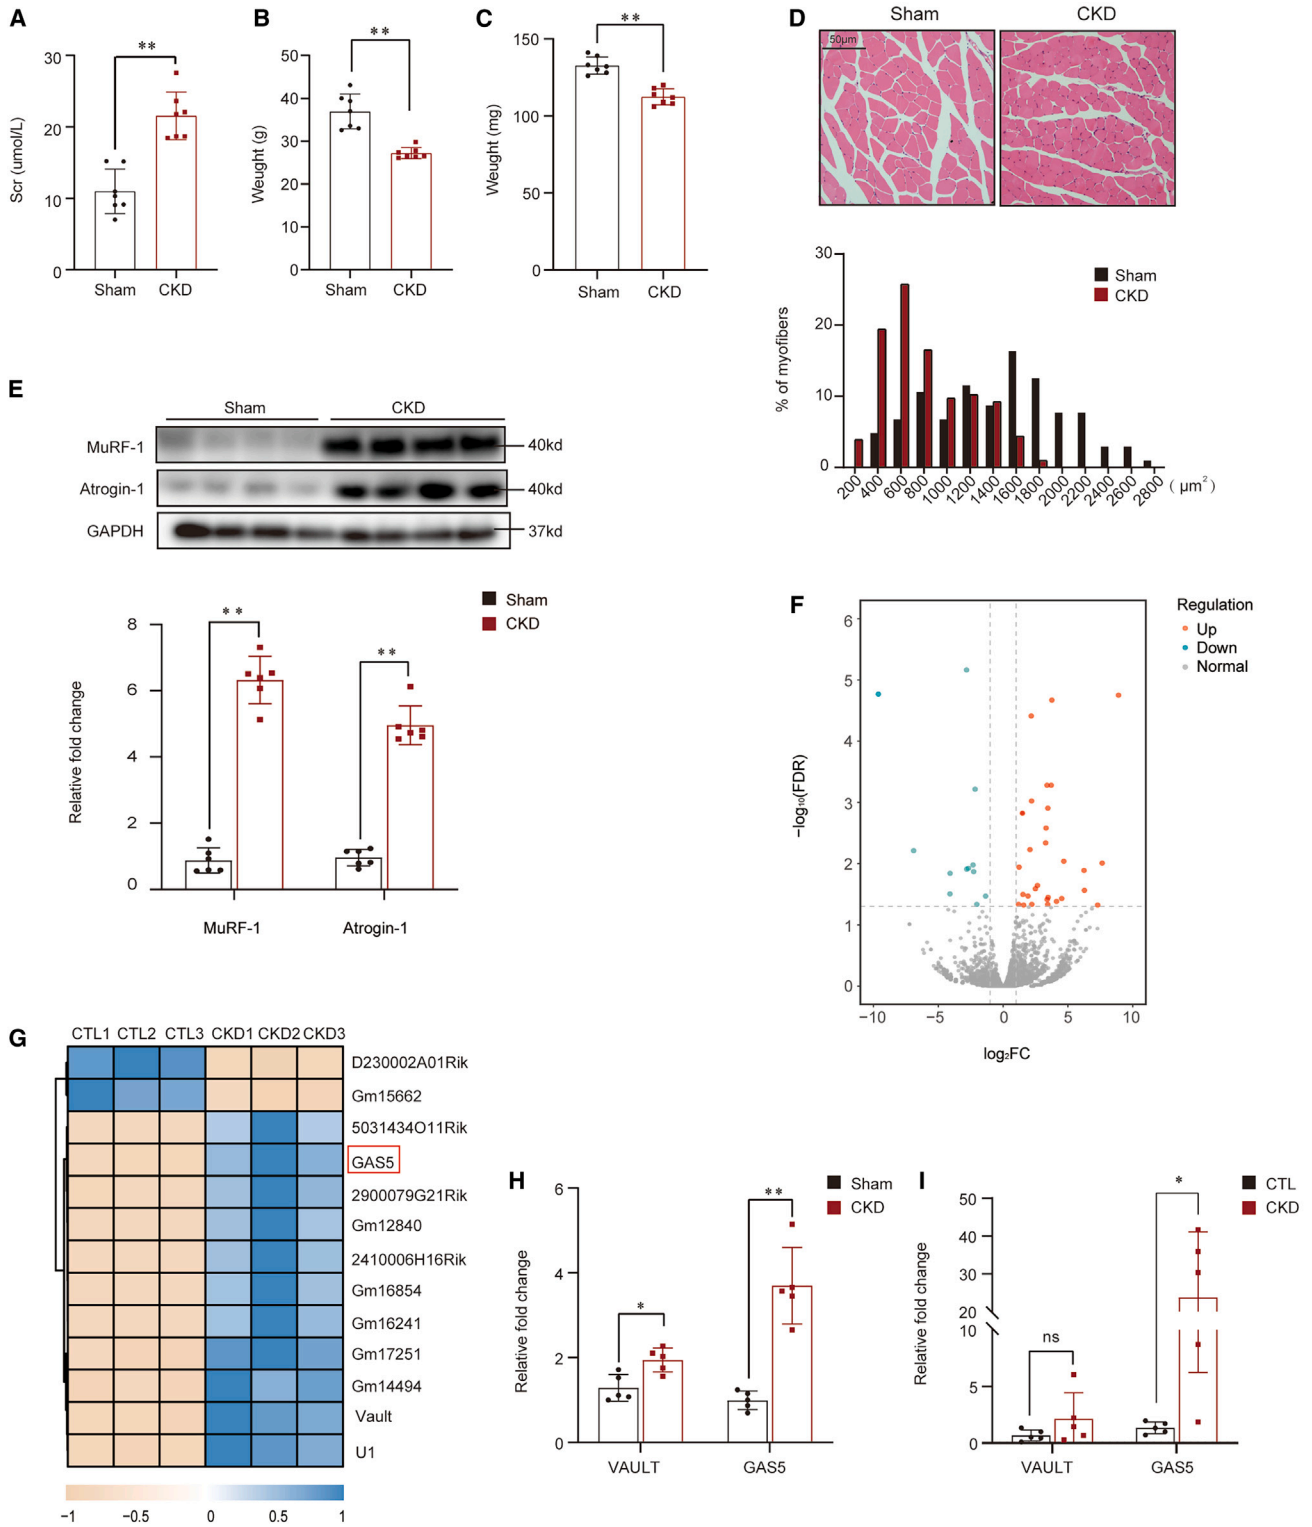 A
**
30
20
10
0
Scr (umol/L)
Sham
CKD
B
**
50
40
30
20
10
0
Weught (g)
Sham
CKD
C
**
150
100
50
0
Weught (mg)
Sham
CKD
D
Sham
CKD
50μm
30
20
10
0
% of myofibers
Sham
CKD
200
400
600
800
1000
1200
1400
1600
1800
2000
2200
2400
2600
2800
( μm²)
E
Sham
CKD
MuRF-1
40kd
Atrogin-1
40kd
GAPDH
37kd
Sham
CKD
**
**
8
6
4
2
0
Relative fold change
MuRF-1
Atrogin-1
F
6
5
4
3
2
1
0
−log₁₀(FDR)
−10
−5
0
5
10
log₂FC
Regulation
Up
Down
Normal
G
CTL1 CTL2 CTL3 CKD1 CKD2 CKD3
D230002A01Rik
Gm15662
5031434O11Rik
GAS5
2900079G21Rik
Gm12840
2410006H16Rik
Gm16854
Gm16241
Gm17251
Gm14494
Vault
U1
−1
−0.5
0
0.5
1
H
Sham
CKD
*
**
6
4
2
0
Relative fold change
VAULT
GAS5
I
CTL
CKD
ns
*
50
40
30
20
10
5
0
Relative fold change
VAULT
GAS5